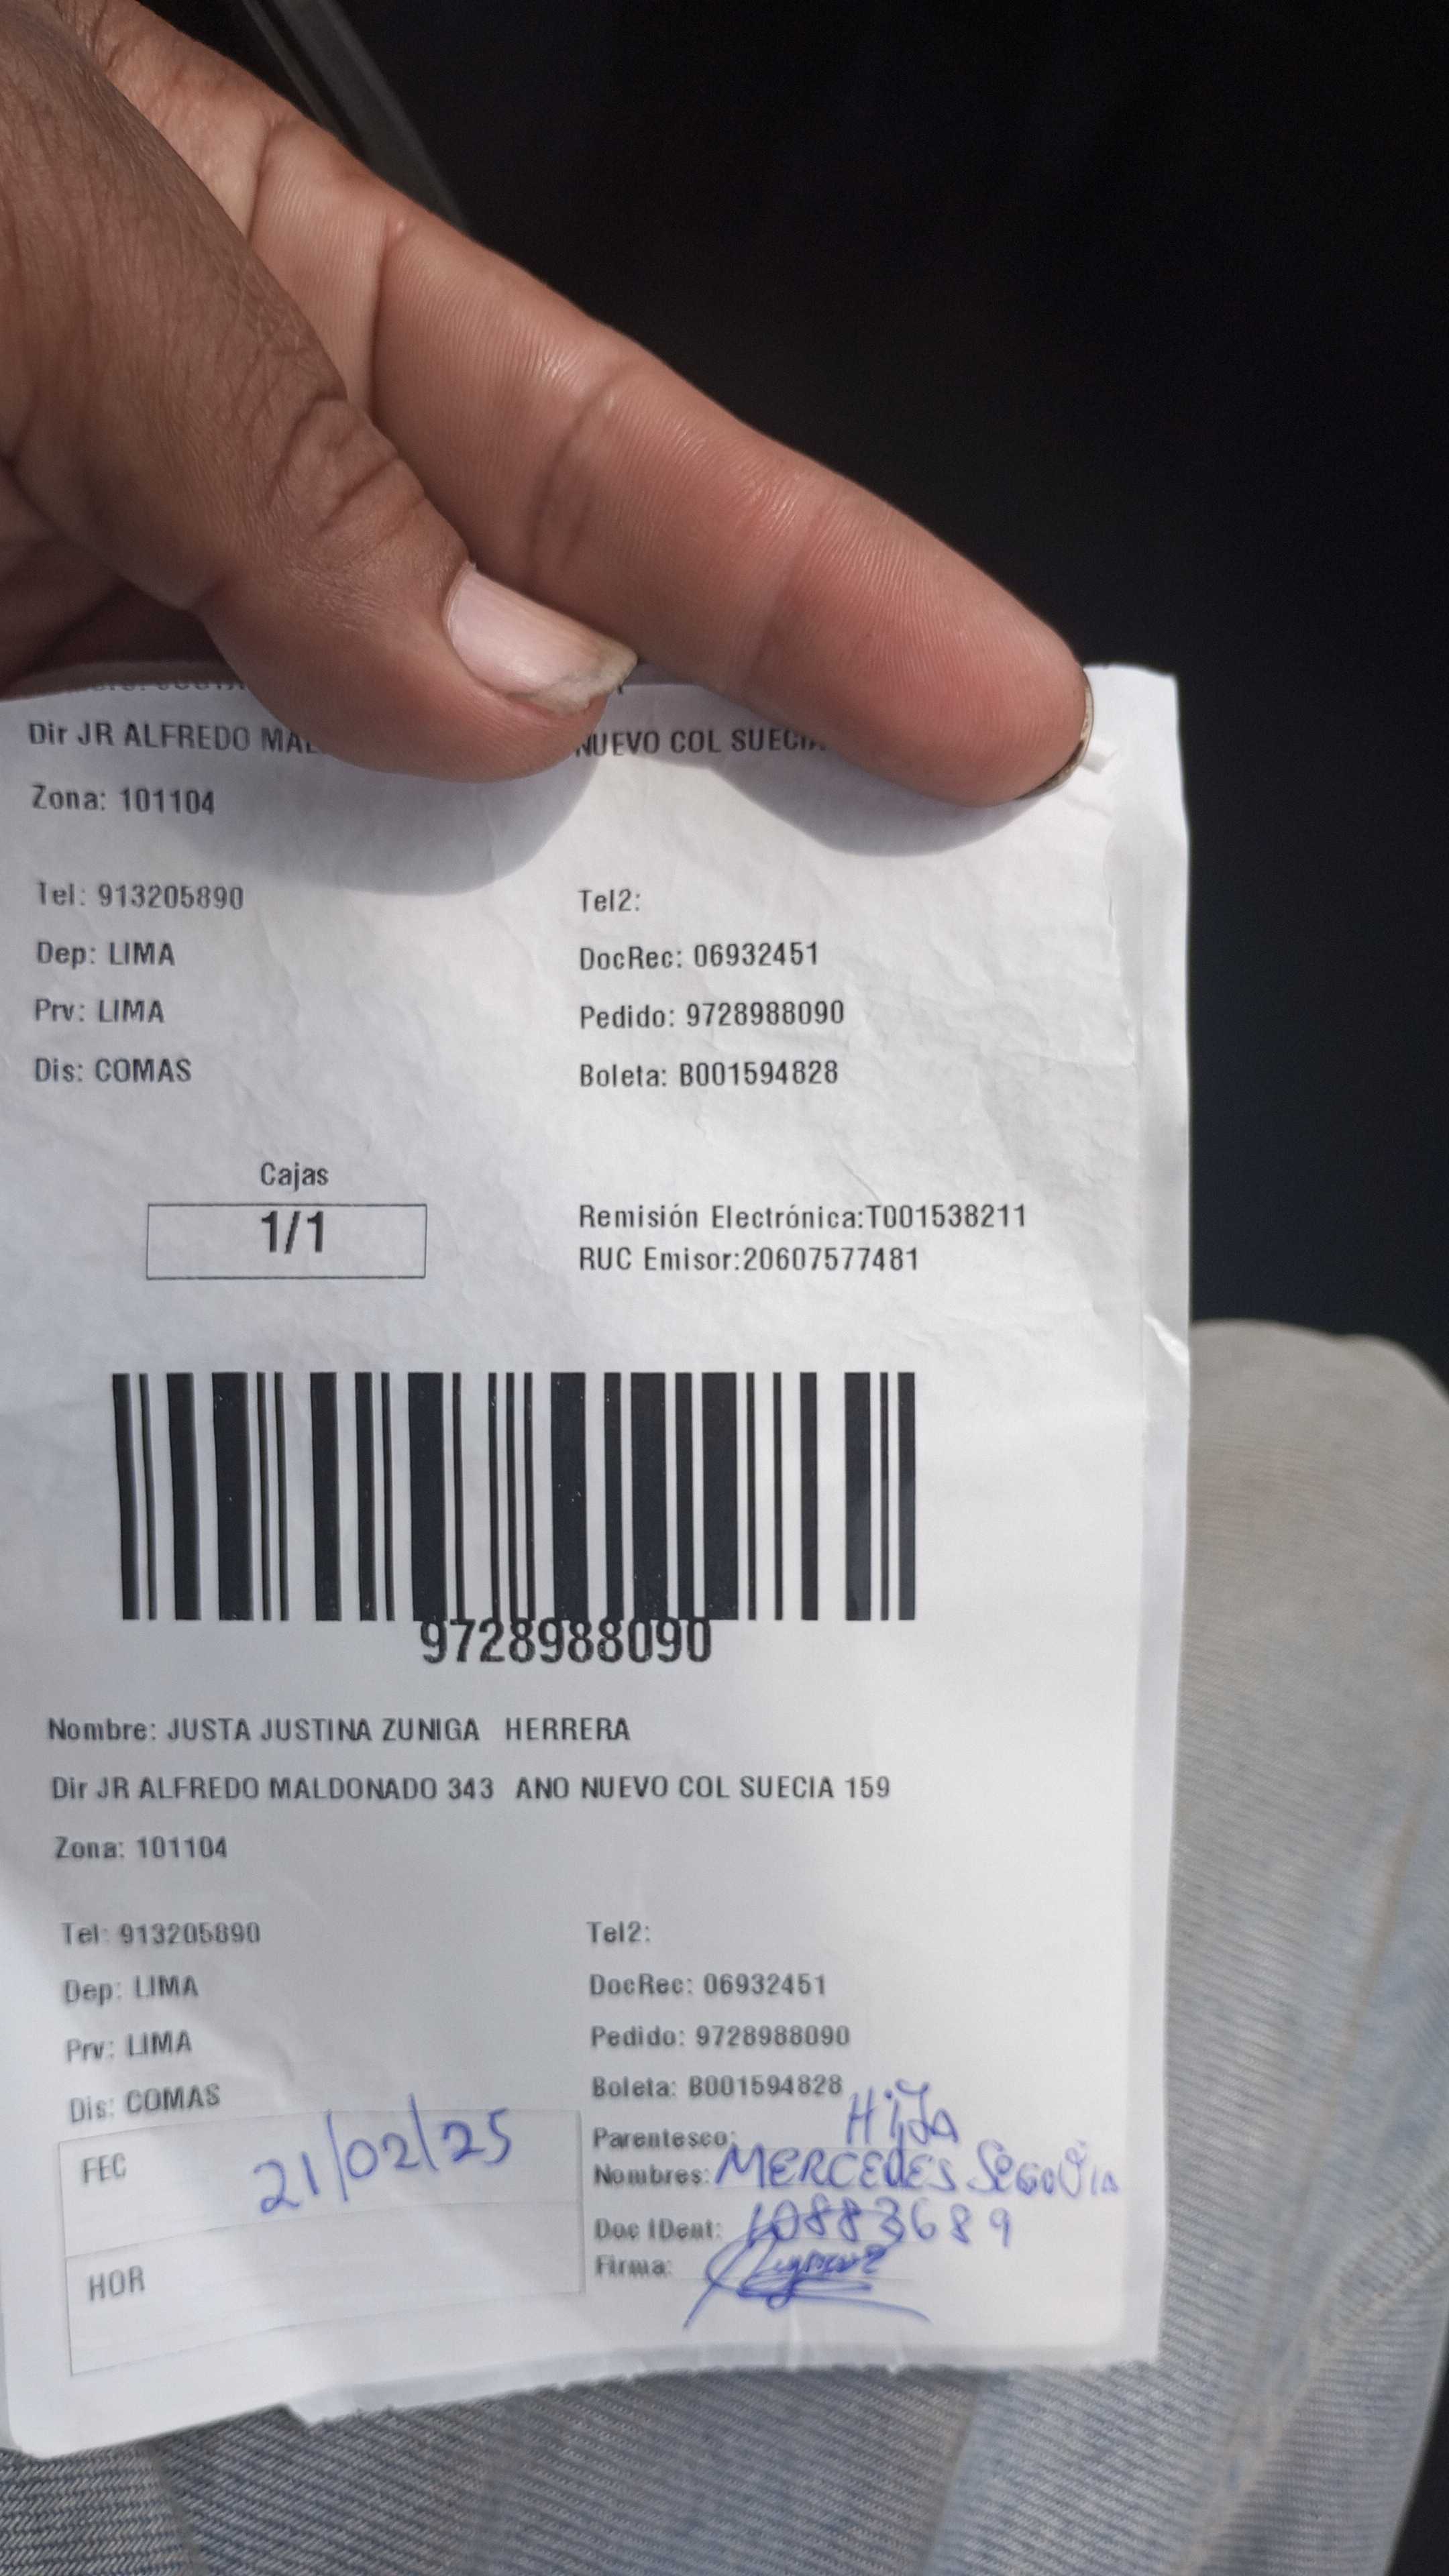 Dir JR ALFREDO NUEVO COL SUECIA
Zona: 101104
Tel: 913205890 Tel2:
Dep: LIMA DocRec: 06932451
Prv: LIMA Pedido: 9728988090
Dis: COMAS Boleta: B001594828
Cajas
1/1
Remisión Electrónica:T001538211
RUC Emisor:20607577481
9728988090
Nombre: JUSTA JUSTINA ZUNIGA HERRERA
Dir JR ALFREDO MALDONADO 343 ANO NUEVO COL SUECIA 159
Zona: 101104
Tel: 913205890 Tel2:
Dep: LIMA DocRec: 06932451
Prv: LIMA Pedido: 9728988090
Dis: COMAS Boleta: B001594828
FEC 21/02/25
HOR
Parentesco: HiJA
Nombres: MERCEDES SEGOVIA
Doc IDent: 10883689
Firma: